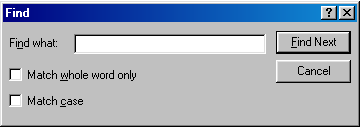 Find
Find what:
Find Next
Match whole word only
Cancel
Match case